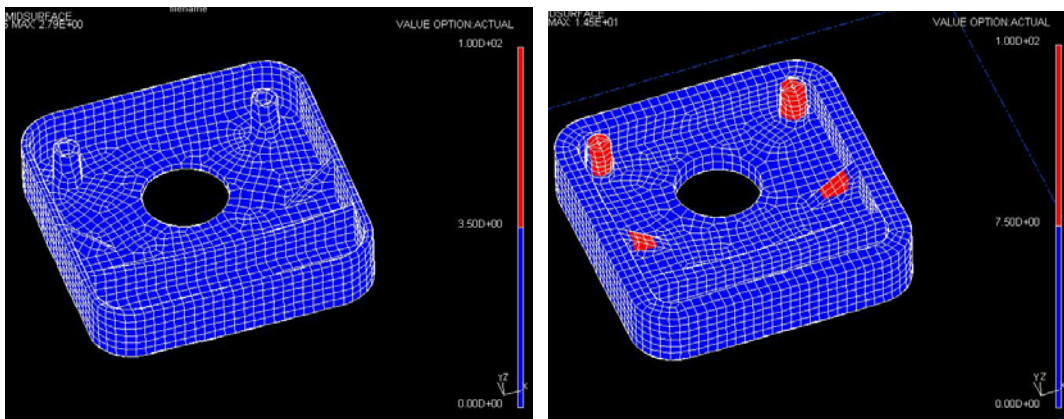 filename
MIDSURFACE
MAX: 2.79E+00
VALUE OPTION:ACTUAL
1.00D+02
3.50D+00
0.00D+00
Y Z
X
MAX: 1.45E+01
VALUE OPTION:ACTUAL
1.00D+02
7.50D+00
0.00D+00
Y Z